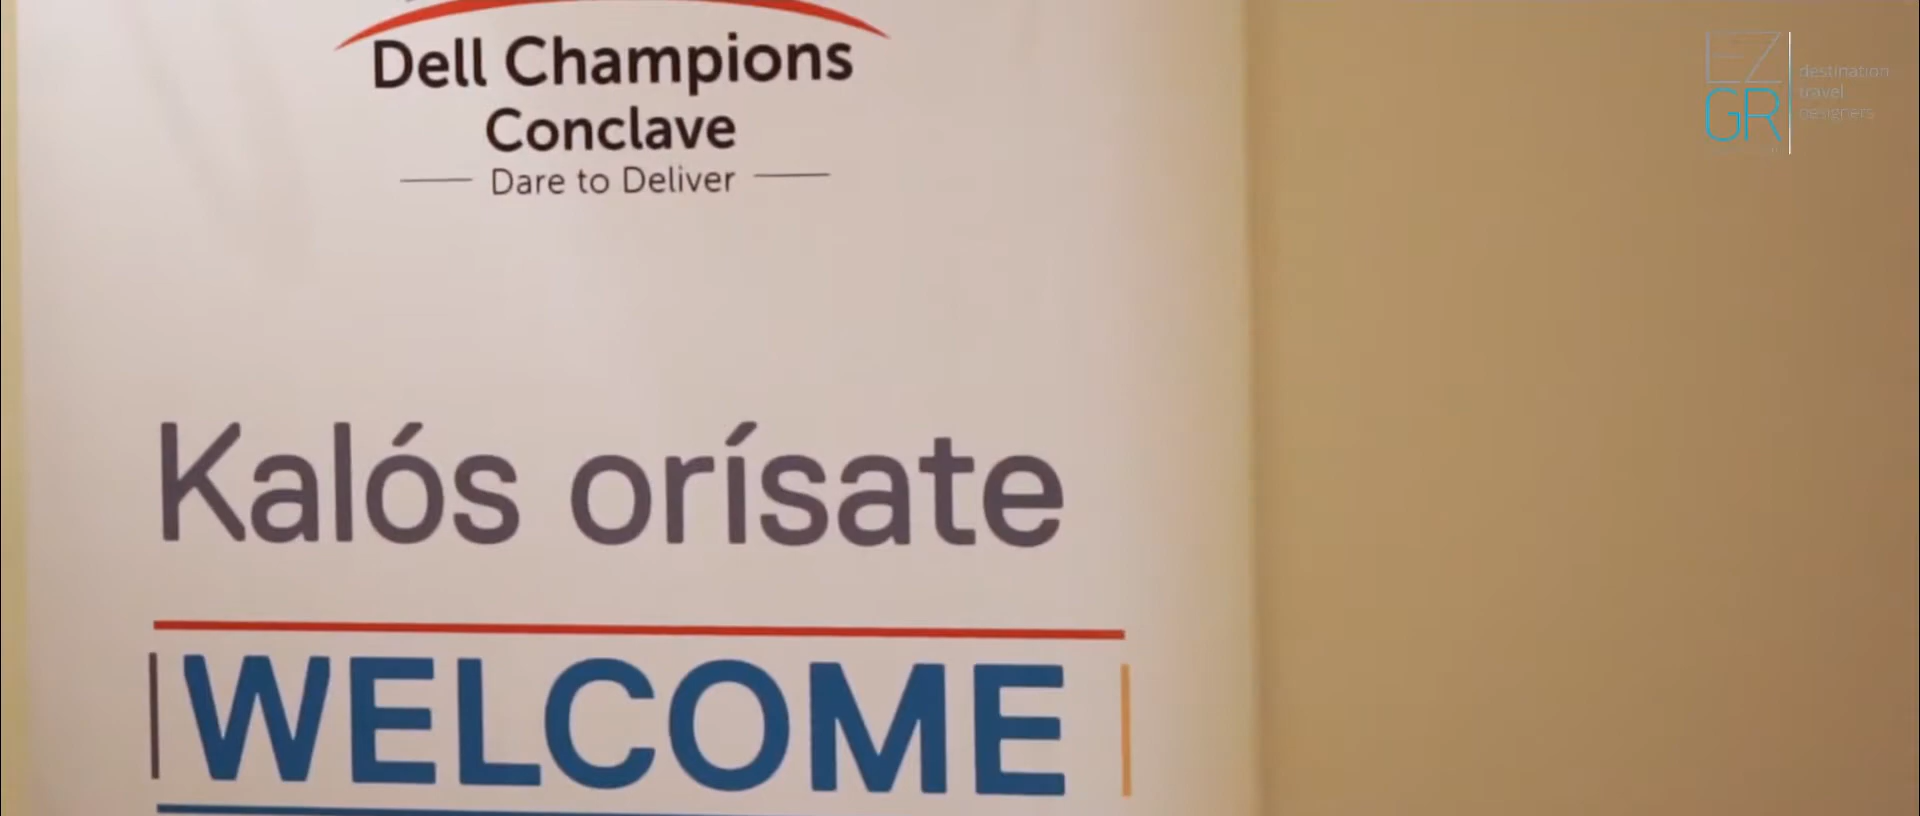 Dell Champions
Conclave
Dare to Deliver
Kalós orísate
WELCOME
EZ
GR
destination
travel
designers